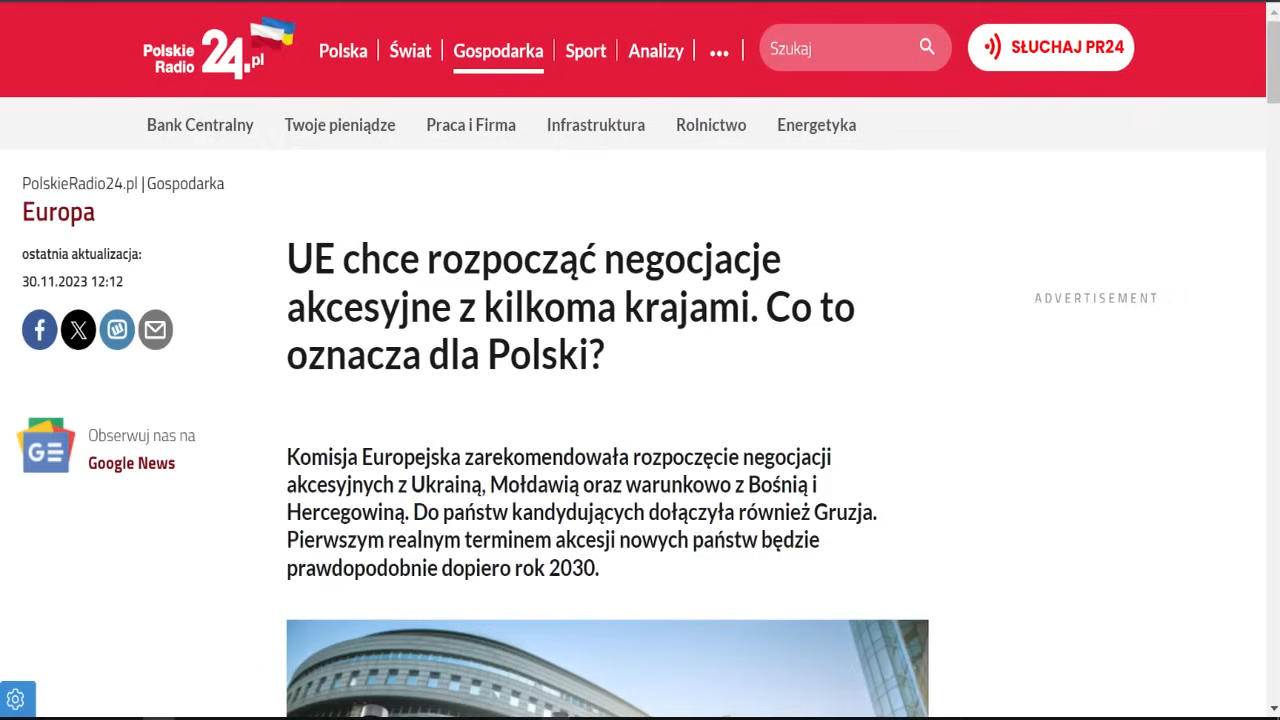 Polskie Radio 24.pl
Polska
Świat
Gospodarka
Sport
Analizy
•••
Szukaj
SŁUCHAJ PR24
Bank Centralny
Twoje pieniądze
Praca i Firma
Infrastruktura
Rolnictwo
Energetyka
PolskieRadio24.pl | Gospodarka
Europa
ostatnia aktualizacja:
30.11.2023 12:12
GE
Obserwuj nas na
Google News
UE chce rozpocząć negocjacje
akcesyjne z kilkoma krajami. Co to
oznacza dla Polski?
ADVERTISEMENT
Komisja Europejska zarekomendowała rozpoczęcie negocjacji
akcesyjnych z Ukrainą, Mołdawią oraz warunkowo z Bośnią i
Hercegowiną. Do państw kandydujących dołączyła również Gruzja.
Pierwszym realnym terminem akcesji nowych państw będzie
prawdopodobnie dopiero rok 2030.